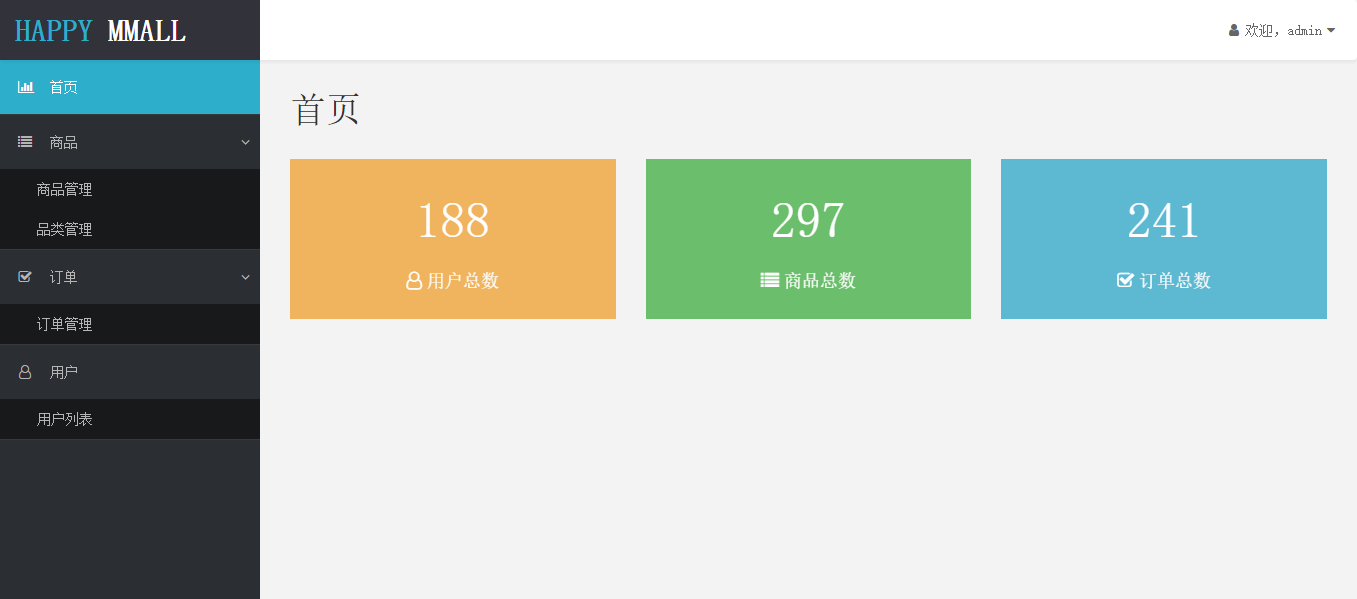 HAPPY MMALL
欢迎，admin
首页
商品
商品管理
品类管理
订单
订单管理
用户
用户列表
首页
188
用户总数
297
商品总数
241
订单总数